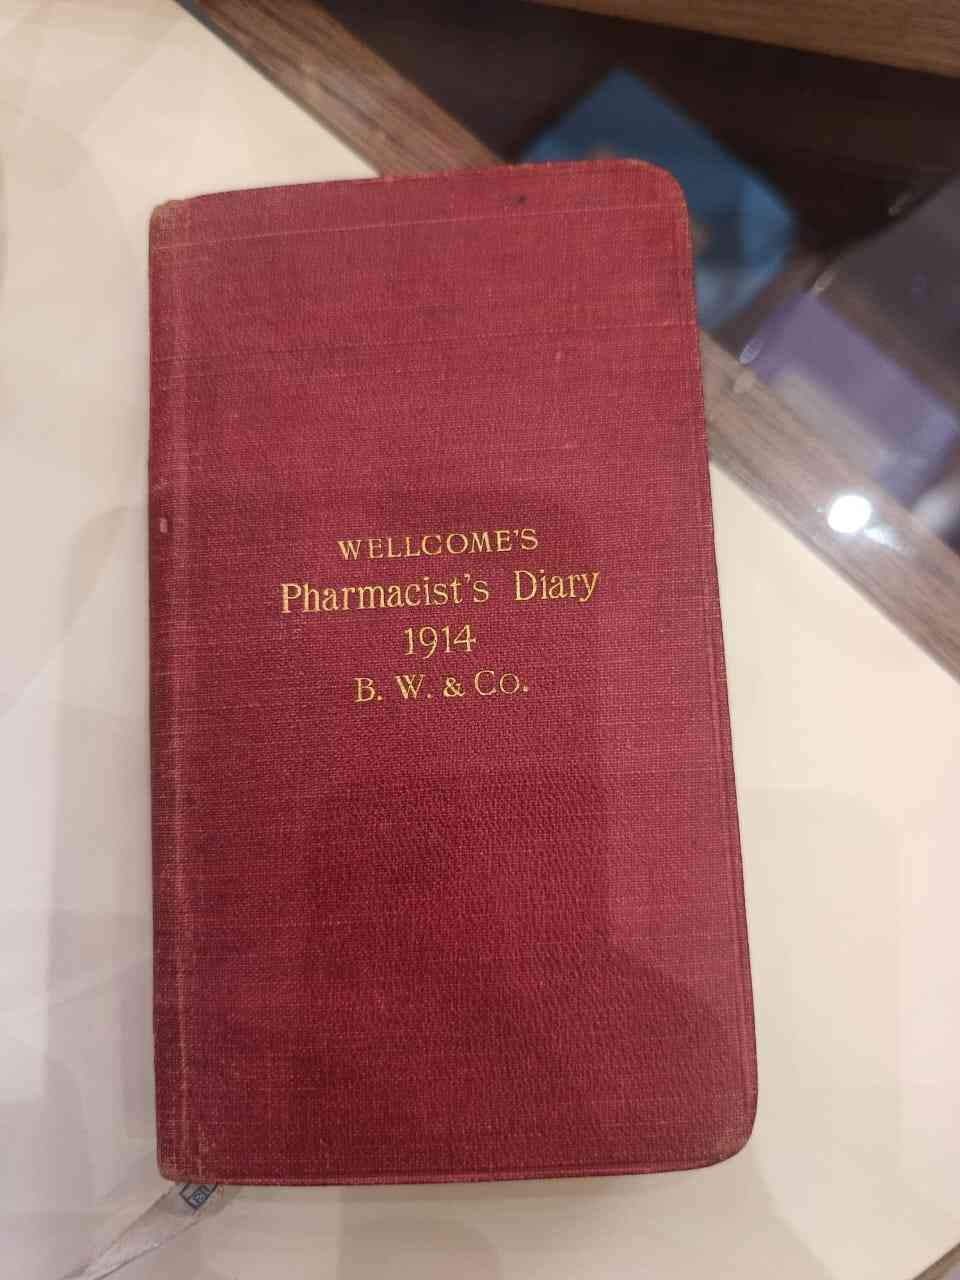 WELLCOME'S
Pharmacist's Diary
1914
B. W. & Co.